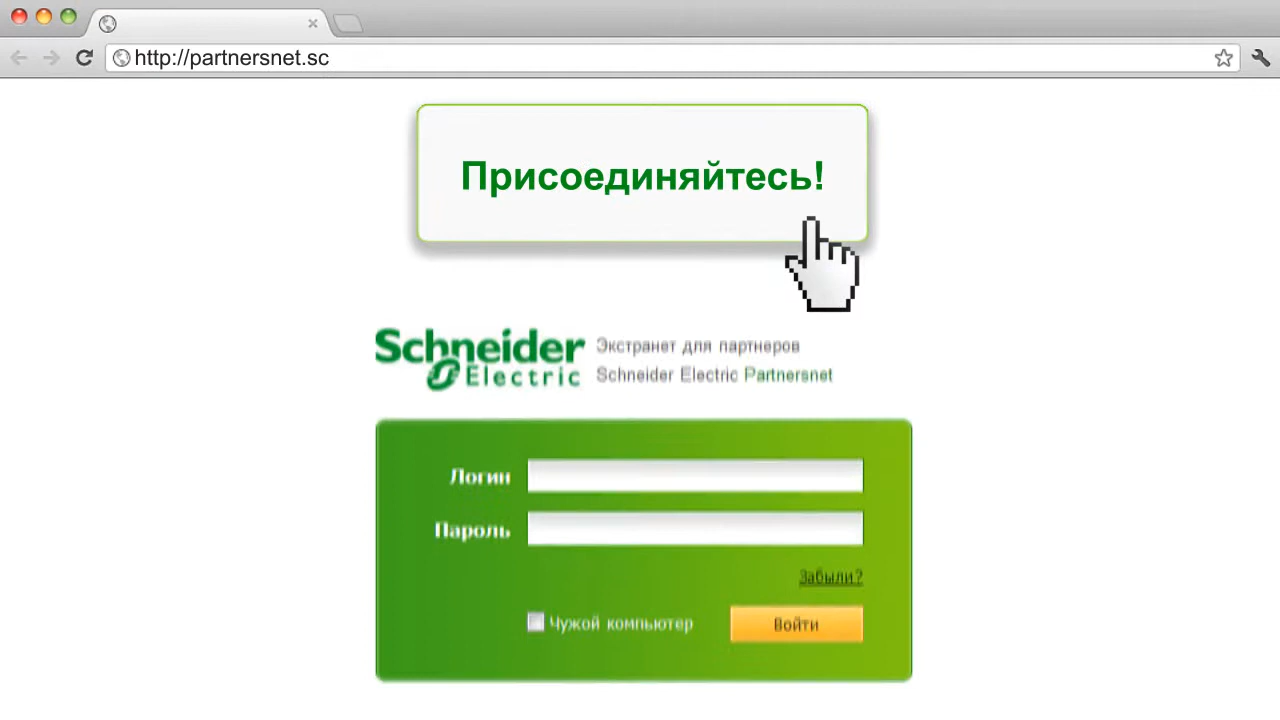 http://partnersnet.sc
Присоединяйтесь!
Schneider Electric
Экстранет для партнеров
Schneider Electric Partnersnet
Логин
Пароль
Забыли?
Чужой компьютер
Войти